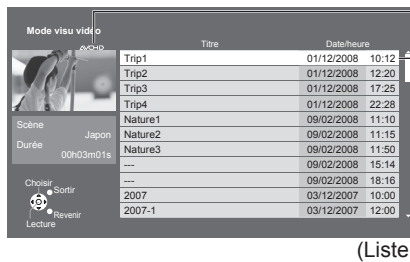 Mode visu vidéo
AVCHD
Titre Date/heure
Trip1 01/12/2008 10:12
Trip2 01/12/2008 12:20
Trip3 01/12/2008 17:25
Trip4 01/12/2008 22:28
Nature1 09/02/2008 11:10
Nature2 09/02/2008 11:15
Nature3 09/02/2008 11:50
--- 09/02/2008 15:14
--- 09/02/2008 18:16
2007 03/12/2007 10:00
2007-1 03/12/2007 12:00
Scène
Japon
Durée
00h03m01s
Choisir
Sortir
Revenir
Lecture
(Liste